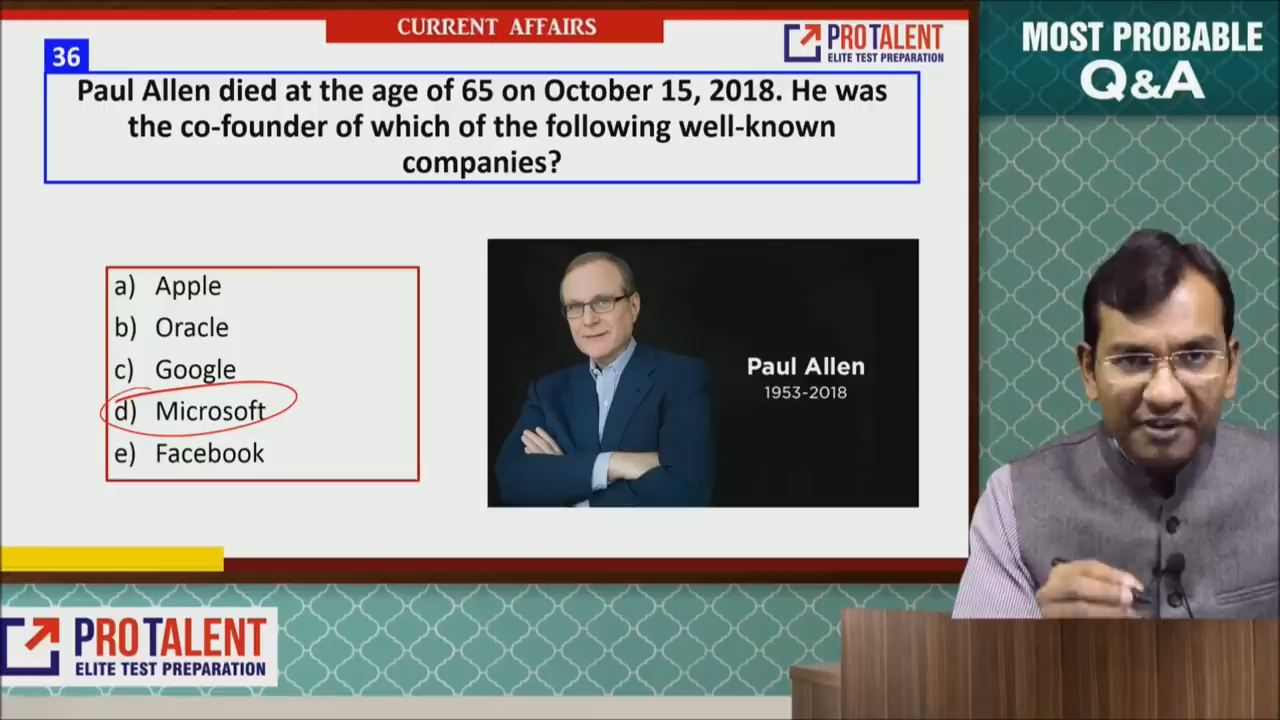 CURRENT AFFAIRS
PROTALENT
ELITE TEST PREPARATION
MOST PROBABLE
Q&A
36
Paul Allen died at the age of 65 on October 15, 2018. He was
the co-founder of which of the following well-known
companies?
a) Apple
b) Oracle
c) Google
d) Microsoft
e) Facebook
Paul Allen
1953-2018
PROTALENT
ELITE TEST PREPARATION